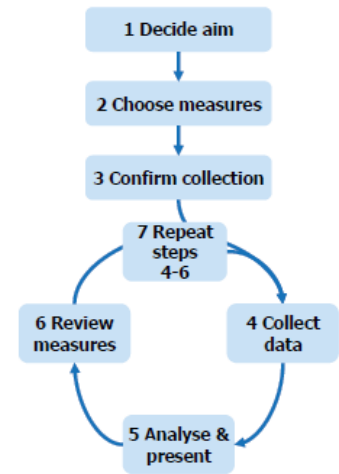 1 Decide aim
2 Choose measures
3 Confirm collection
7 Repeat
steps
4-6
4 Collect
data
5 Analyse &
present
6 Review
measures